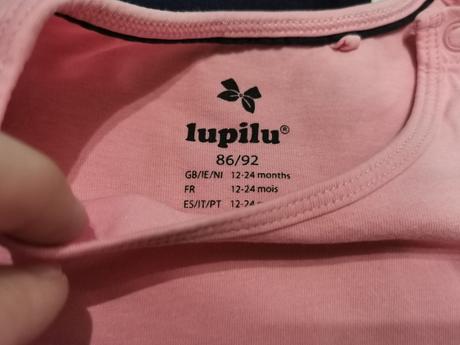 lupilu®
86/92
GB/IE/NI 12-24 months
FR 12-24 mois
ES/IT/PT 12-24